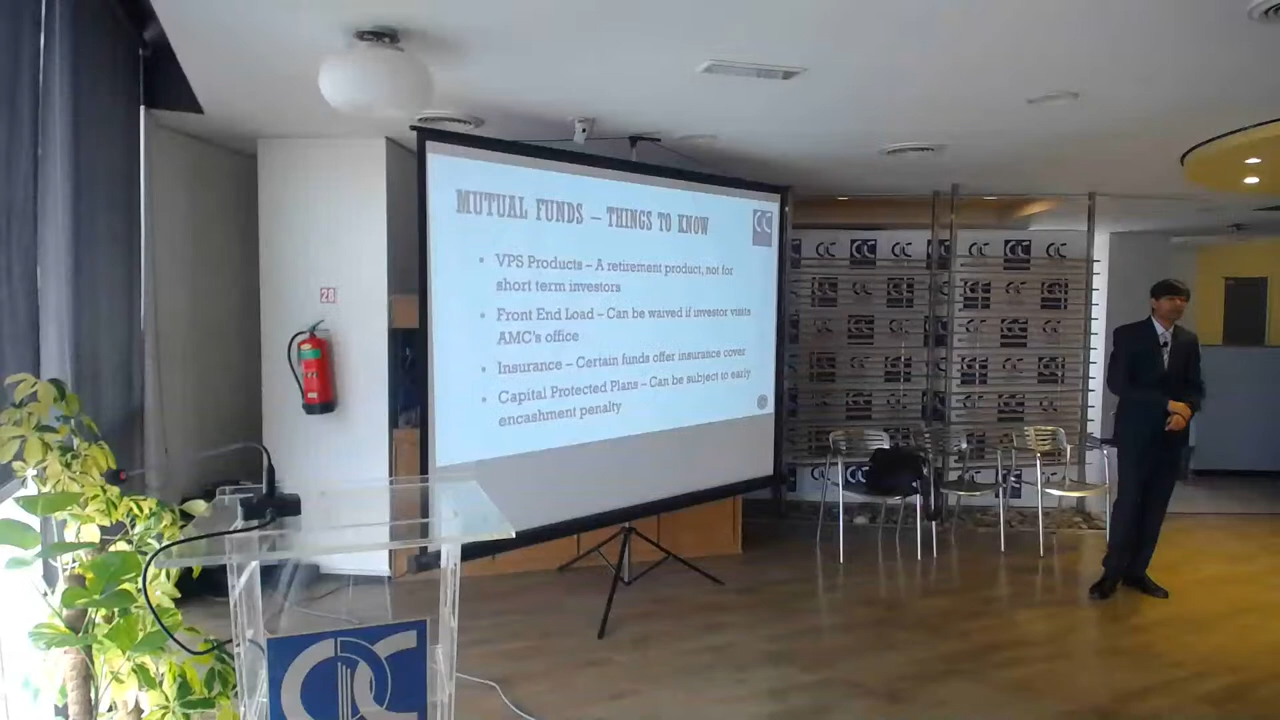 MUTUAL FUNDS – THINGS TO KNOW
VPS Products – A retirement product, not for
short term investors
Front End Load – Can be waived if investor visits
AMC's office
Insurance – Certain funds offer insurance cover
Capital Protected Plans – Can be subject to early
encashment penalty
28